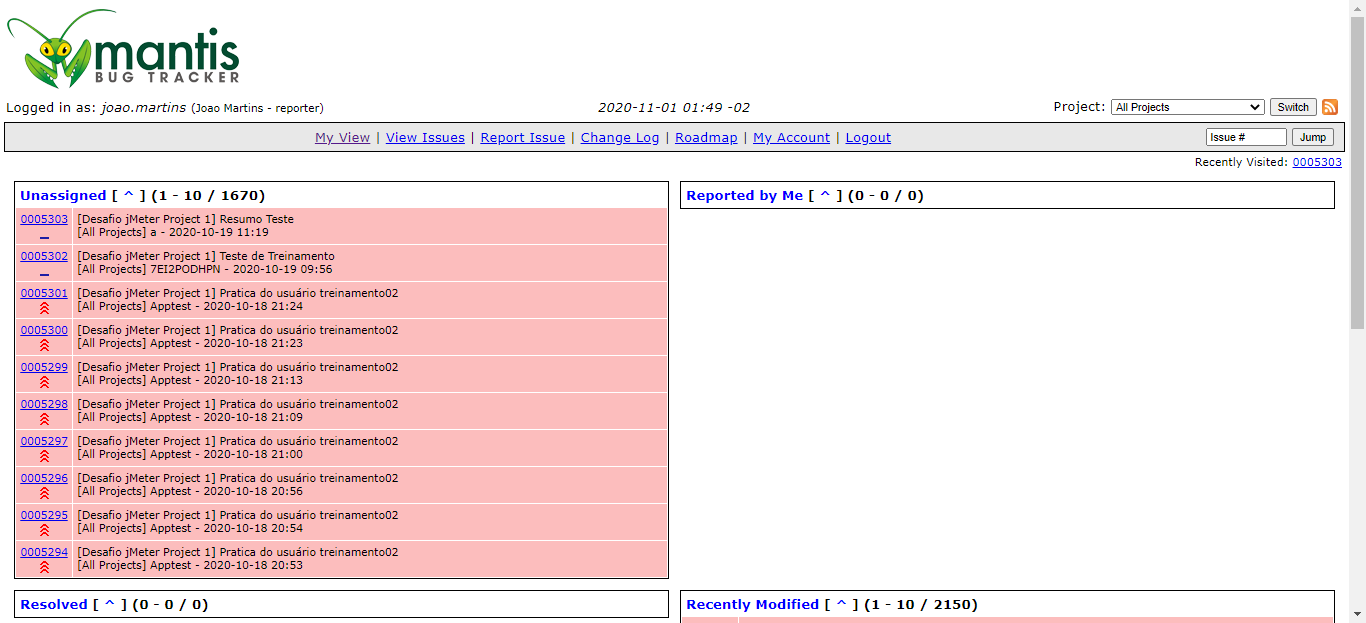 mantis
BUG TRACKER
Logged in as: joao.martins (Joao Martins - reporter)
2020-11-01 01:49 -02
Project: All Projects Switch
My View | View Issues | Report Issue | Change Log | Roadmap | My Account | Logout
Issue # Jump
Recently Visited: 0005303
Unassigned [ ^ ] (1 - 10 / 1670)
0005303 [Desafio jMeter Project 1] Resumo Teste
[All Projects] a - 2020-10-19 11:19
0005302 [Desafio jMeter Project 1] Teste de Treinamento
[All Projects] 7EI2PODHPN - 2020-10-19 09:56
0005301 [Desafio jMeter Project 1] Pratica do usuário treinamento02
[All Projects] Apptest - 2020-10-18 21:24
0005300 [Desafio jMeter Project 1] Pratica do usuário treinamento02
[All Projects] Apptest - 2020-10-18 21:23
0005299 [Desafio jMeter Project 1] Pratica do usuário treinamento02
[All Projects] Apptest - 2020-10-18 21:13
0005298 [Desafio jMeter Project 1] Pratica do usuário treinamento02
[All Projects] Apptest - 2020-10-18 21:09
0005297 [Desafio jMeter Project 1] Pratica do usuário treinamento02
[All Projects] Apptest - 2020-10-18 21:00
0005296 [Desafio jMeter Project 1] Pratica do usuário treinamento02
[All Projects] Apptest - 2020-10-18 20:56
0005295 [Desafio jMeter Project 1] Pratica do usuário treinamento02
[All Projects] Apptest - 2020-10-18 20:54
0005294 [Desafio jMeter Project 1] Pratica do usuário treinamento02
[All Projects] Apptest - 2020-10-18 20:53
Reported by Me [ ^ ] (0 - 0 / 0)
Resolved [ ^ ] (0 - 0 / 0)
Recently Modified [ ^ ] (1 - 10 / 2150)